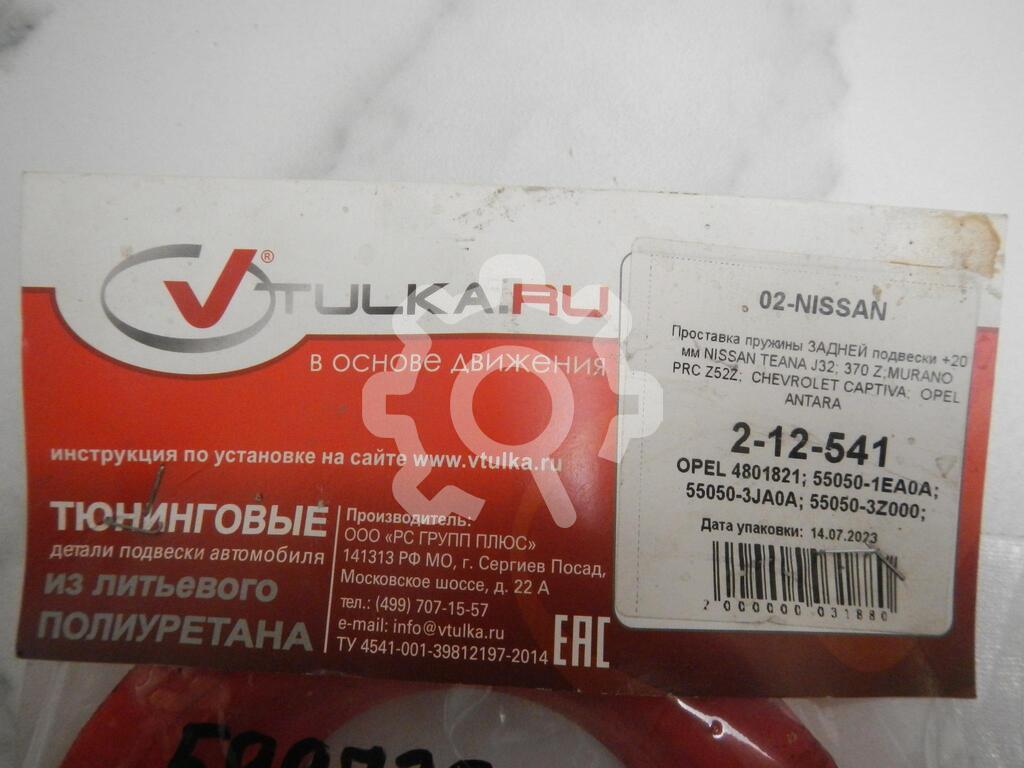 VTULKA.RU®
В ОСНОВЕ ДВИЖЕНИЯ
инструкция по установке на сайте www.vtulka.ru
ТЮНИНГОВЫЕ
детали подвески автомобиля
ИЗ ЛИТЬЕВОГО
ПОЛИУРЕТАНА
Производитель:
ООО «РС ГРУПП ПЛЮС»
141313 РФ МО, г. Сергиев Посад,
Московское шоссе, д. 22 А
тел.: (499) 707-15-57
e-mail: info@vtulka.ru
ТУ 4541-001-39812197-2014
EAC
02-NISSAN
Проставка пружины ЗАДНЕЙ подвески +20
мм NISSAN TEANA J32; 370 Z;MURANO
PRC Z52Z; CHEVROLET CAPTIVA; OPEL
ANTARA
2-12-541
OPEL 4801821; 55050-1EA0A;
55050-3JA0A; 55050-3Z000;
Дата упаковки: 14.07.2023
2 000000 031880